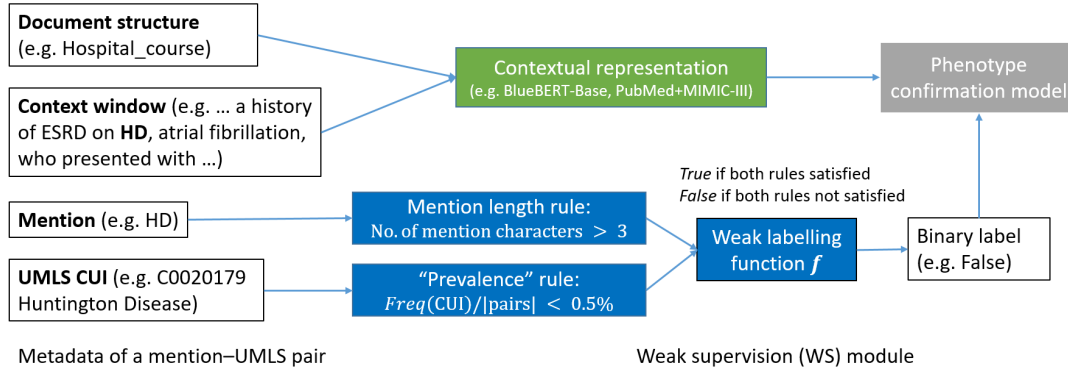 Document structure
(e.g. Hospital_course)
Context window (e.g. … a history
of ESRD on HD, atrial fibrillation,
who presented with …)
Contextual representation
(e.g. BlueBERT-Base, PubMed+MIMIC-III)
Phenotype
confirmation model
Mention (e.g. HD)
Mention length rule:
No. of mention characters > 3
True if both rules satisfied
False if both rules not satisfied
UMLS CUI (e.g. C0020179
Huntington Disease)
“Prevalence” rule:
Freq(CUI)/|pairs| < 0.5%
Weak labelling
function f
Binary label
(e.g. False)
Metadata of a mention–UMLS pair
Weak supervision (WS) module